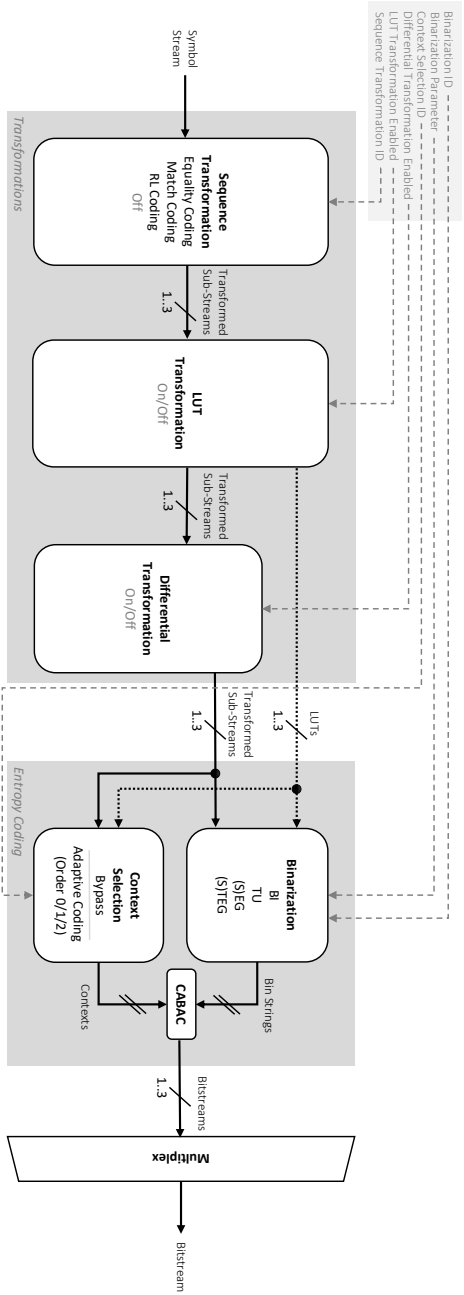 Binarization ID
Binarization Parameter
Context Selection ID
Differential Transformation Enabled
LUT Transformation Enabled
Sequence Transformation ID
Symbol
Stream
Transformations
Sequence
Transformation
Equality Coding
Match Coding
RL Coding
Off
Transformed
Sub-Streams
1..3
LUT
Transformation
On/Off
Transformed
Sub-Streams
1..3
Differential
Transformation
On/Off
LUTs
1..3
Transformed
Sub-Streams
1..3
Entropy Coding
Binarization
BI
TU
(S)EG
(S)TEG
Context
Selection
Bypass
Adaptive Coding
(Order 0/1/2)
Bin Strings
Contexts
CABAC
Bitstreams
1..3
Multiplex
Bitstream